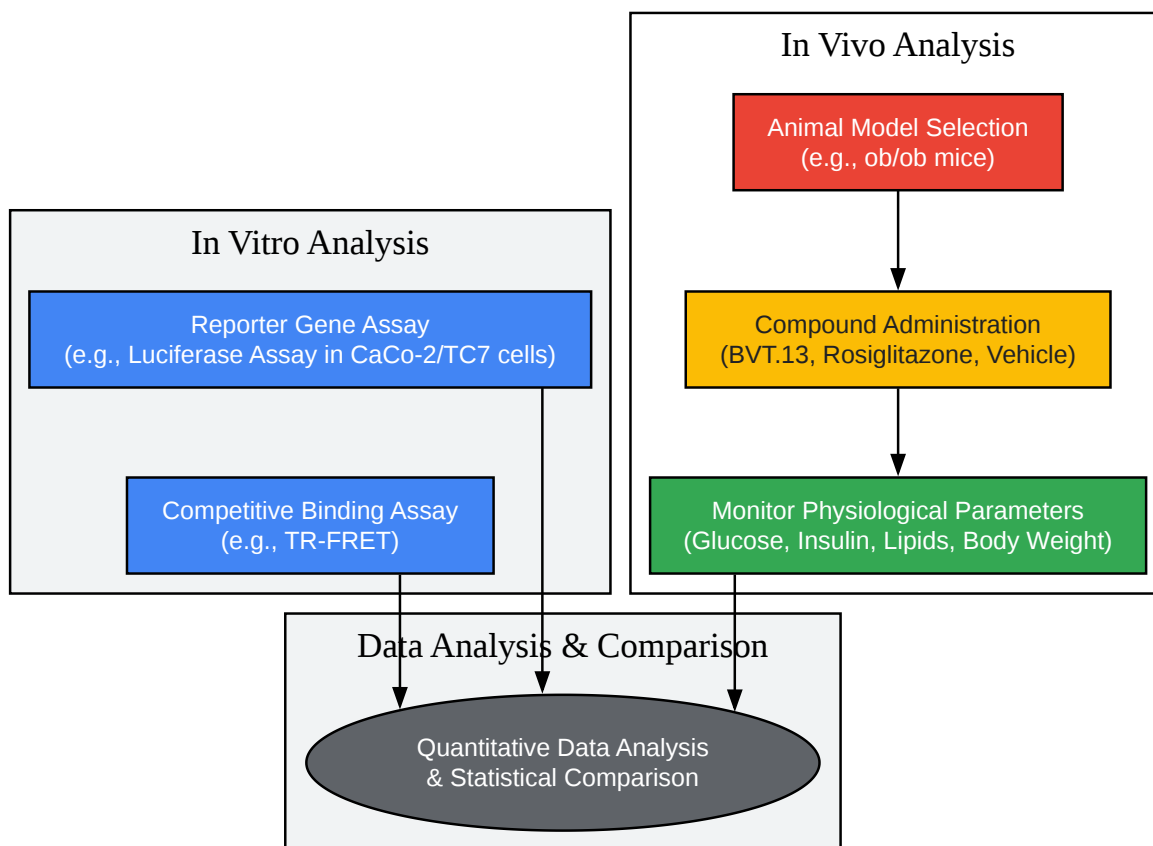 In Vivo Analysis
Animal Model Selection
(e.g., ob/ob mice)
In Vitro Analysis
Reporter Gene Assay
(e.g., Luciferase Assay in CaCo-2/TC7 cells)
Compound Administration
(BVT.13, Rosiglitazone, Vehicle)
Competitive Binding Assay
(e.g., TR-FRET)
Monitor Physiological Parameters
(Glucose, Insulin, Lipids, Body Weight)
Data Analysis & Comparison
Quantitative Data Analysis
& Statistical Comparison